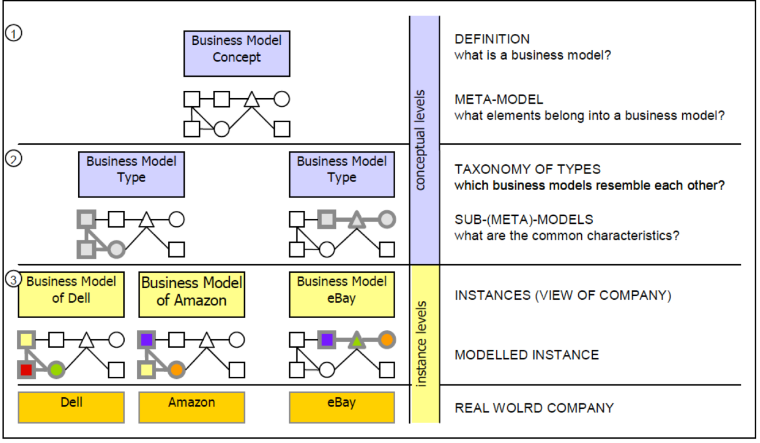 1
Business Model
Concept
DEFINITION
what is a business model?
META-MODEL
what elements belong into a business model?
conceptual levels
2
Business Model
Type
Business Model
Type
TAXONOMY OF TYPES
which business models resemble each other?
SUB-(META)-MODELS
what are the common characteristics?
3
Business Model
of Dell
Business Model
of Amazon
Business Model
eBay
instance levels
INSTANCES (VIEW OF COMPANY)
MODELLED INSTANCE
Dell
Amazon
eBay
REAL WOLRD COMPANY